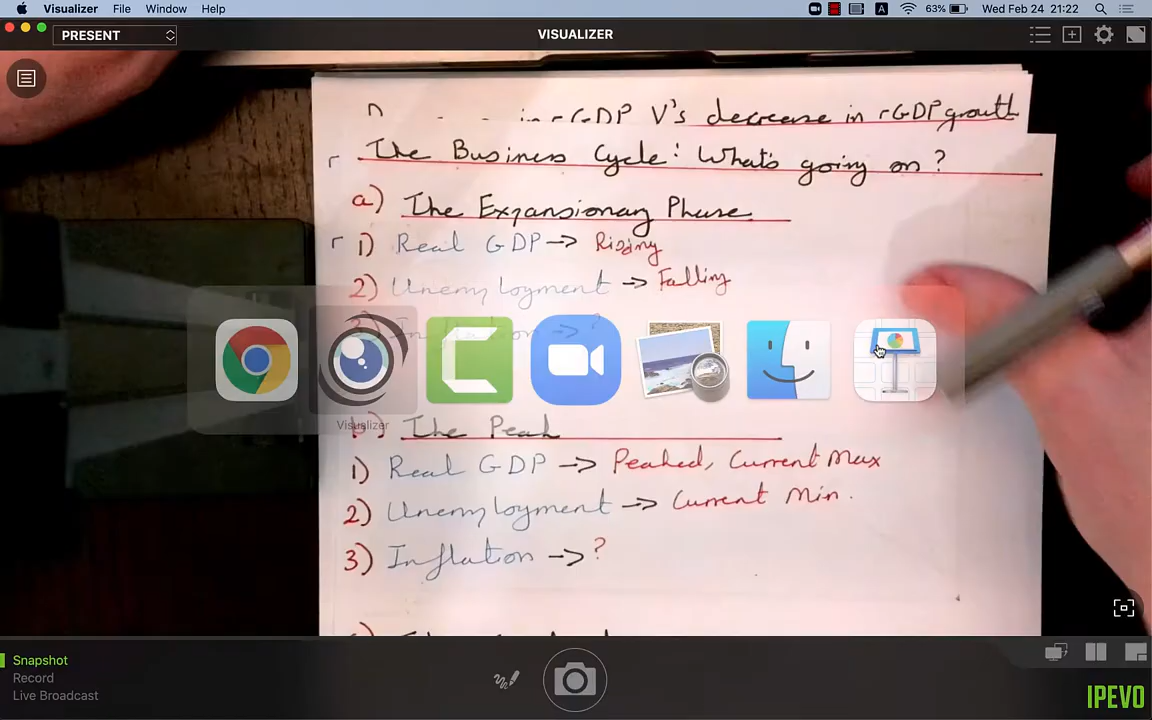 Visualizer File Window Help
A 63% Wed Feb 24 21:22
PRESENT
VISUALIZER
in rGDP V's decrease in rGDP growth
The Business Cycle: What's going on?
a) The Expansionary Phase
1) Real GDP -> Rising
2) Unemployment -> Falling
3) Inflation -> ?
Visualizer
b) The Peak
1) Real GDP -> Peaked, Current Max
2) Unemployment -> Current Min.
3) Inflation -> ?
Snapshot
Record
Live Broadcast
IPEVO